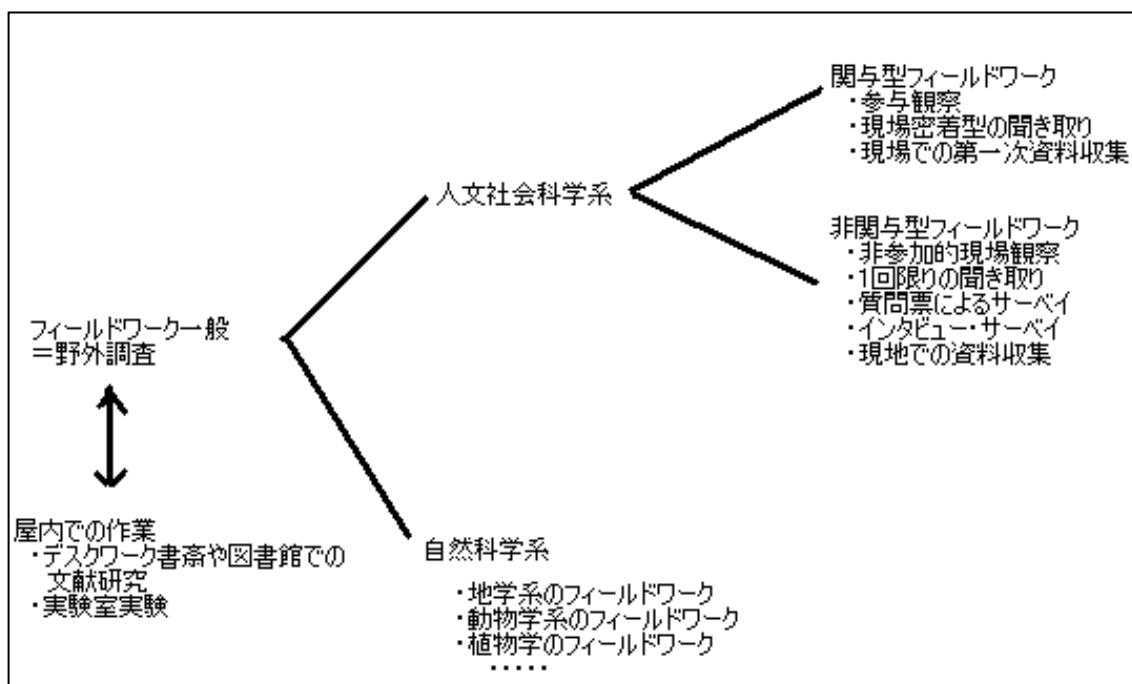 関与型フィールドワーク
・参与観察
・現場密着型の聞き取り
・現場での第一次資料収集
人文社会科学系
非関与型フィールドワーク
・非参加的現場観察
・1回限りの聞き取り
・質問票によるサーベイ
・インタビュー・サーベイ
・現地での資料収集
フィールドワーク一般
＝野外調査
屋内での作業
・デスクワーク書斎や図書館での
文献研究
・実験室実験
自然科学系
・地学系のフィールドワーク
・動物学系のフィールドワーク
・植物学のフィールドワーク
・・・・・